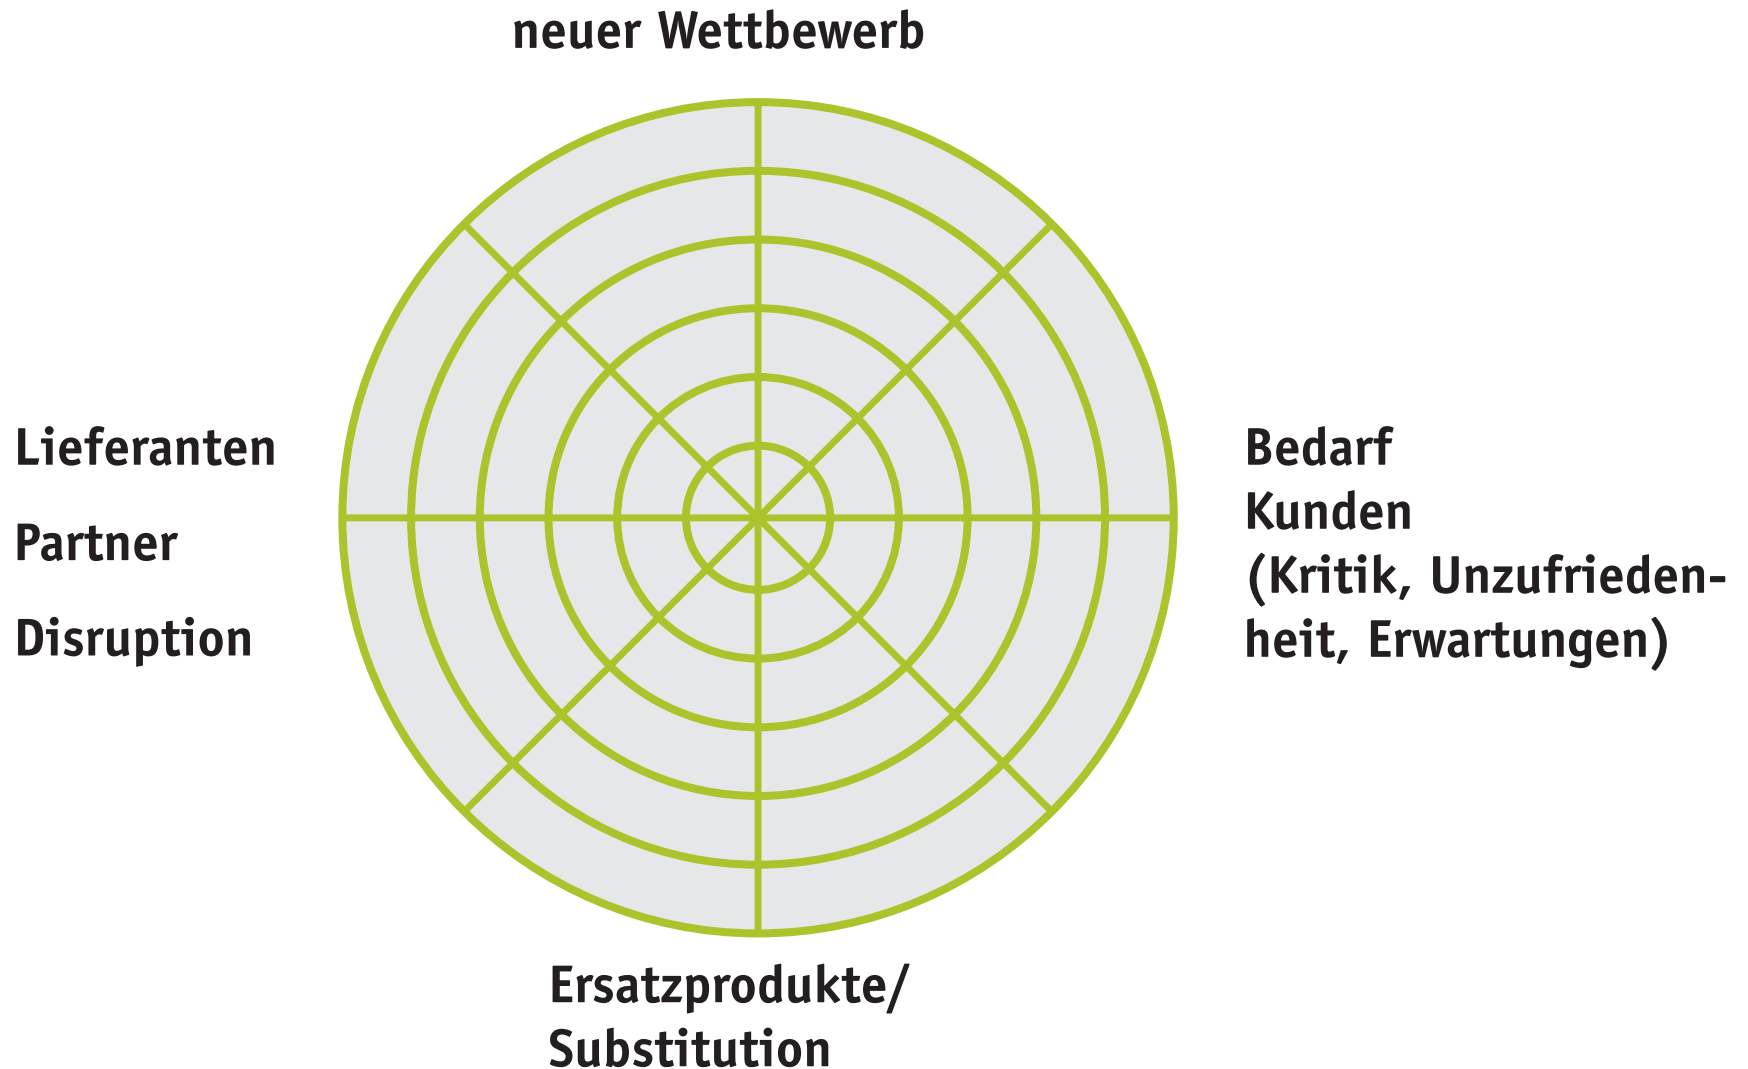 neuer Wettbewerb
Lieferanten
Partner
Disruption
Bedarf
Kunden
(Kritik, Unzufrieden-
heit, Erwartungen)
Ersatzprodukte/
Substitution